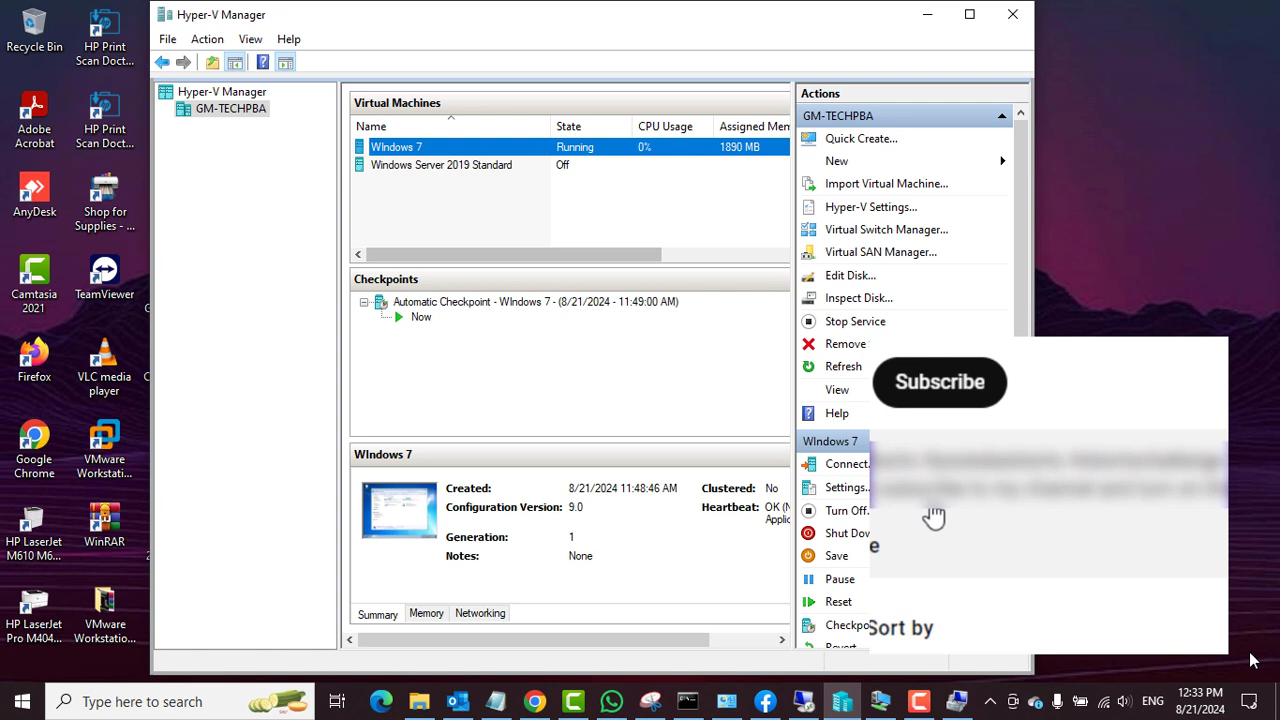 Hyper-V Manager
File Action View Help
Hyper-V Manager
GM-TECHPBA
Virtual Machines
Name State CPU Usage Assigned Mem
WIndows 7 Running 0% 1890 MB
Windows Server 2019 Standard Off
Checkpoints
Automatic Checkpoint - WIndows 7 - (8/21/2024 - 11:49:00 AM)
Now
WIndows 7
Created: 8/21/2024 11:48:46 AM Clustered: No
Configuration Version: 9.0 Heartbeat: OK (N
Applic
Generation: 1
Notes: None
Summary Memory Networking
Actions
GM-TECHPBA
Quick Create...
New
Import Virtual Machine...
Hyper-V Settings...
Virtual Switch Manager...
Virtual SAN Manager...
Edit Disk...
Inspect Disk...
Stop Service
Remove
Refresh
View
Help
WIndows 7
Connect.
Settings..
Turn Off.
Shut Dov
Save
Pause
Reset
Checkpo
Revert
Subscribe
e
Sort by
Recycle Bin
HP Print
Scan Doct...
Adobe
Acrobat
HP Print
Scan Doct...
AnyDesk
Shop for
Supplies - ...
Camtasia
2021
TeamViewer
Firefox
VLC media
player
Google
Chrome
VMware
Workstati...
HP LaserJet
M610 M6...
WinRAR
HP LaserJet
Pro M404...
VMware
Workstatio...
Type here to search
ENG
12:33 PM
8/21/2024